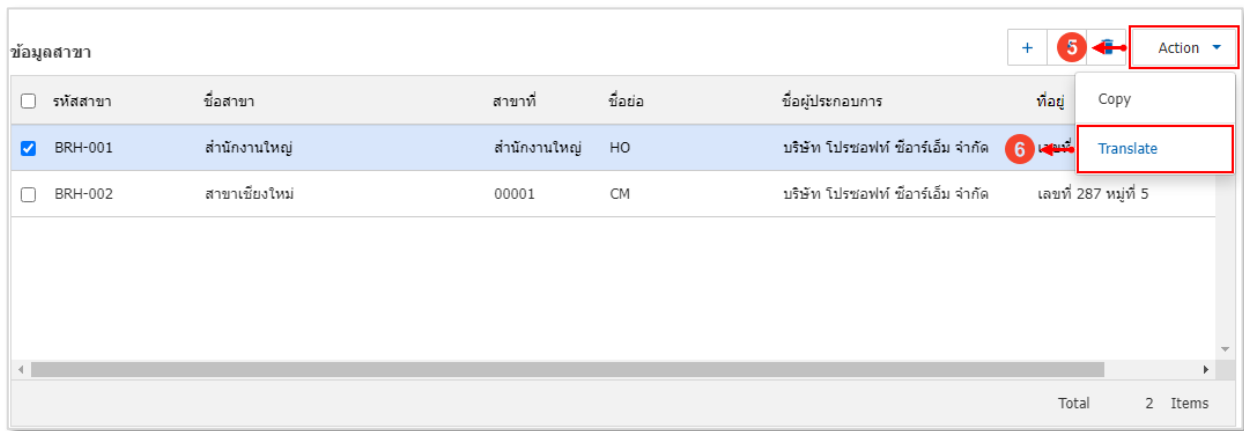 ข้อมูลสาขา + 5 Action
รหัสสาขา ชื่อสาขา สาขาที่ ชื่อย่อ ชื่อผู้ประกอบการ ที่อยู่ Copy
BRH-001 สำนักงานใหญ่ สำนักงานใหญ่ HO บริษัท โปรซอฟท์ ซีอาร์เอ็ม จำกัด 6 เลขที่ Translate
BRH-002 สาขาเชียงใหม่ 00001 CM บริษัท โปรซอฟท์ ซีอาร์เอ็ม จำกัด เลขที่ 287 หมู่ที่ 5
Total 2 Items